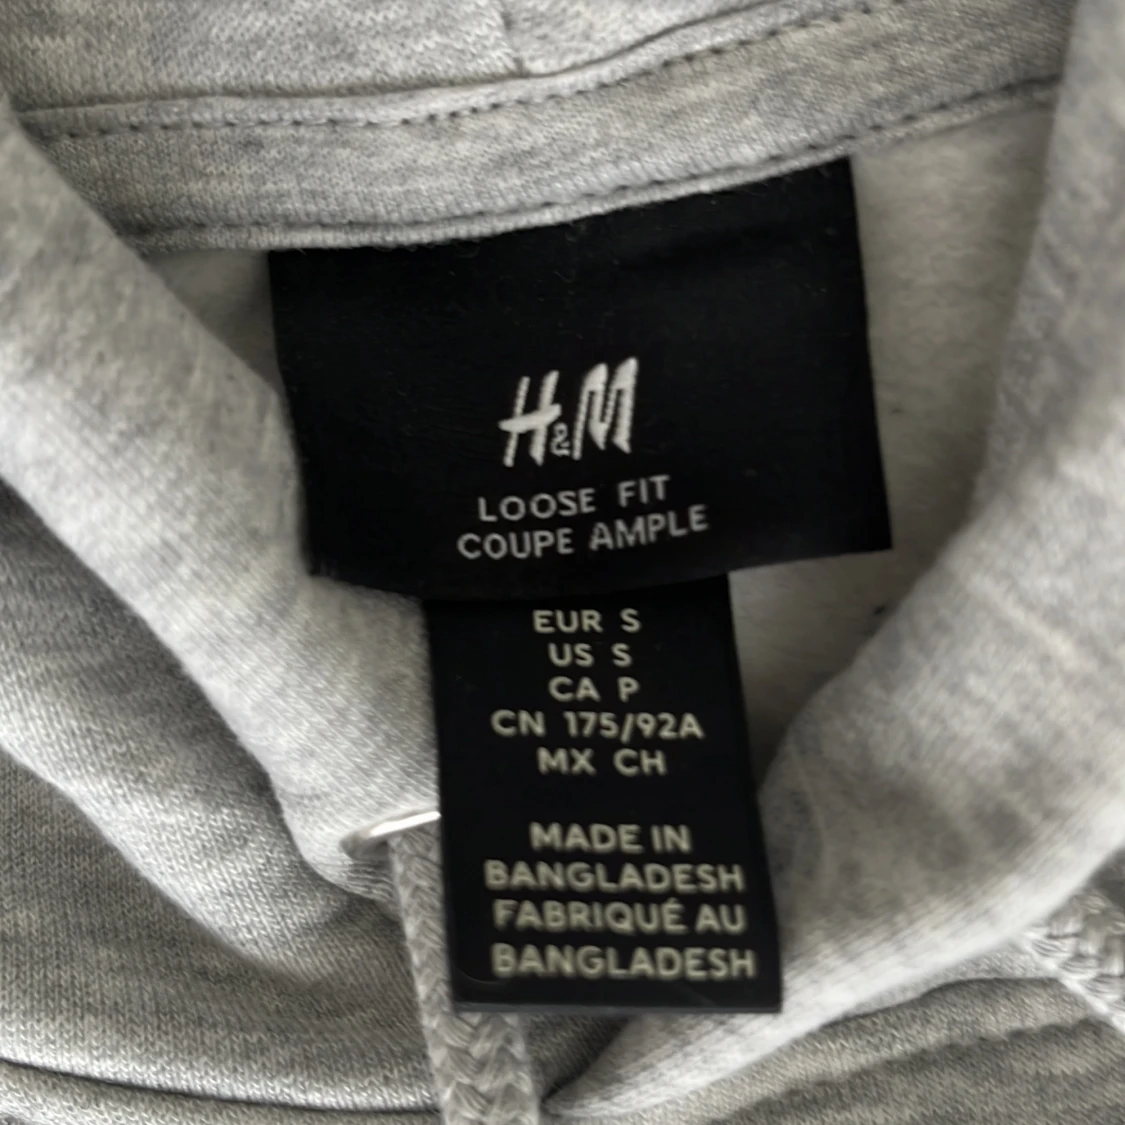 H&M
LOOSE FIT
COUPE AMPLE
EUR S
US S
CA P
CN 175/92A
MX CH
MADE IN
BANGLADESH
FABRIQUÉ AU
BANGLADESH